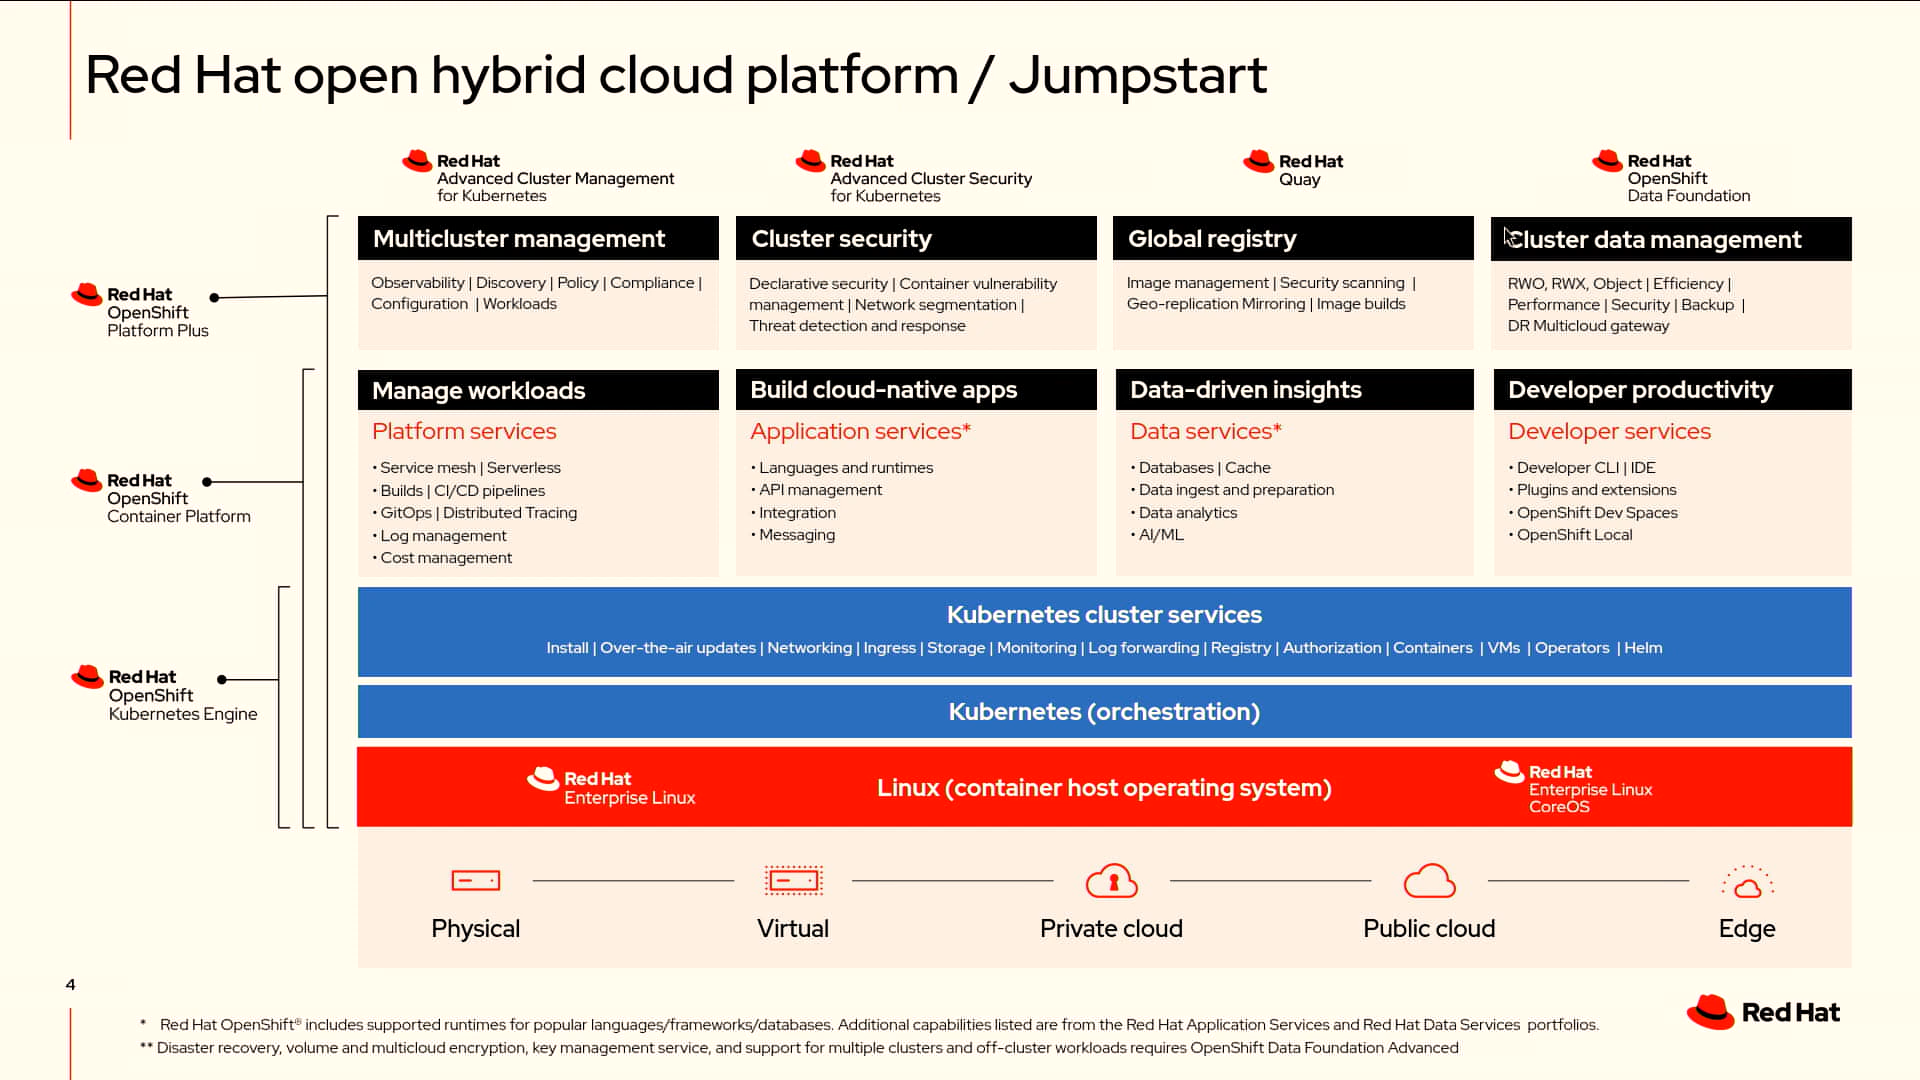 Red Hat open hybrid cloud platform / Jumpstart
Red Hat
Advanced Cluster Management
for Kubernetes
Red Hat
Advanced Cluster Security
for Kubernetes
Red Hat
Quay
Red Hat
OpenShift
Data Foundation
Multicluster management
Observability | Discovery | Policy | Compliance |
Configuration | Workloads
Cluster security
Declarative security | Container vulnerability
management | Network segmentation |
Threat detection and response
Global registry
Image management | Security scanning |
Geo-replication Mirroring | Image builds
Cluster data management
RWO, RWX, Object | Efficiency |
Performance | Security | Backup |
DR Multicloud gateway
Red Hat
OpenShift
Platform Plus
Manage workloads
Platform services
• Service mesh | Serverless
• Builds | CI/CD pipelines
• GitOps | Distributed Tracing
• Log management
• Cost management
Build cloud-native apps
Application services*
• Languages and runtimes
• API management
• Integration
• Messaging
Data-driven insights
Data services*
• Databases | Cache
• Data ingest and preparation
• Data analytics
• AI/ML
Developer productivity
Developer services
• Developer CLI | IDE
• Plugins and extensions
• OpenShift Dev Spaces
• OpenShift Local
Red Hat
OpenShift
Container Platform
Kubernetes cluster services
Install | Over-the-air updates | Networking | Ingress | Storage | Monitoring | Log forwarding | Registry | Authorization | Containers | VMs | Operators | Helm
Red Hat
OpenShift
Kubernetes Engine
Kubernetes (orchestration)
Red Hat
Enterprise Linux
Linux (container host operating system)
Red Hat
Enterprise Linux
CoreOS
Physical
Virtual
Private cloud
Public cloud
Edge
4
* Red Hat OpenShift® includes supported runtimes for popular languages/frameworks/databases. Additional capabilities listed are from the Red Hat Application Services and Red Hat Data Services portfolios.
** Disaster recovery, volume and multicloud encryption, key management service, and support for multiple clusters and off-cluster workloads requires OpenShift Data Foundation Advanced
Red Hat